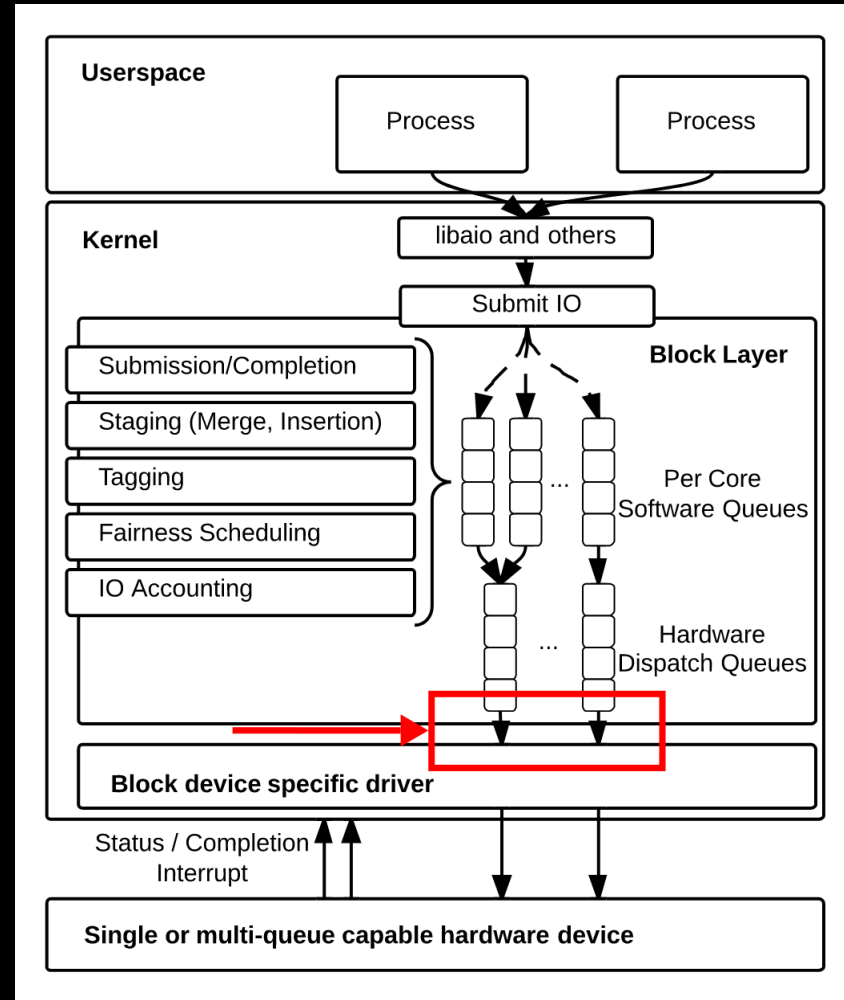 Userspace
Process
Process
Kernel
libaio and others
Submit IO
Block Layer
Submission/Completion
Staging (Merge, Insertion)
Tagging
Fairness Scheduling
IO Accounting
...
Per Core
Software Queues
...
Hardware
Dispatch Queues
Block device specific driver
Status / Completion
Interrupt
Single or multi-queue capable hardware device